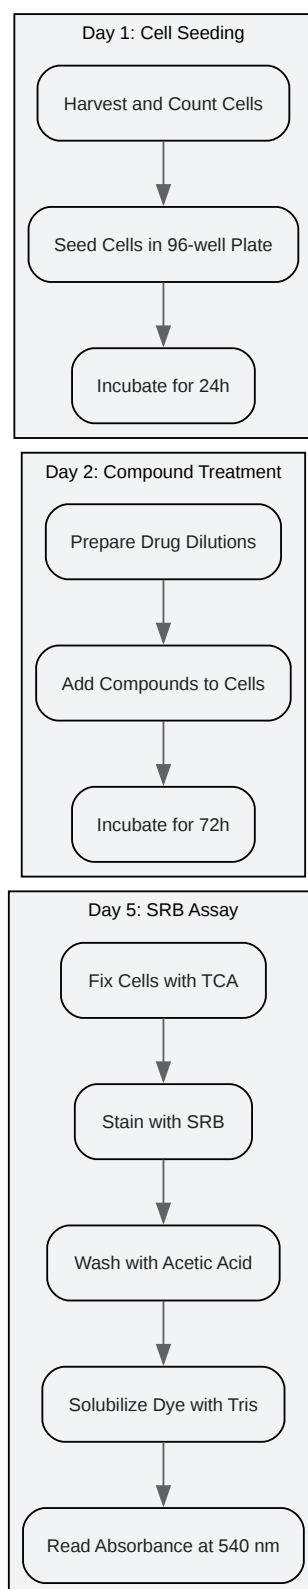 Day 1: Cell Seeding
Harvest and Count Cells
Seed Cells in 96-well Plate
Incubate for 24h
Day 2: Compound Treatment
Prepare Drug Dilutions
Add Compounds to Cells
Incubate for 72h
Day 5: SRB Assay
Fix Cells with TCA
Stain with SRB
Wash with Acetic Acid
Solubilize Dye with Tris
Read Absorbance at 540 nm